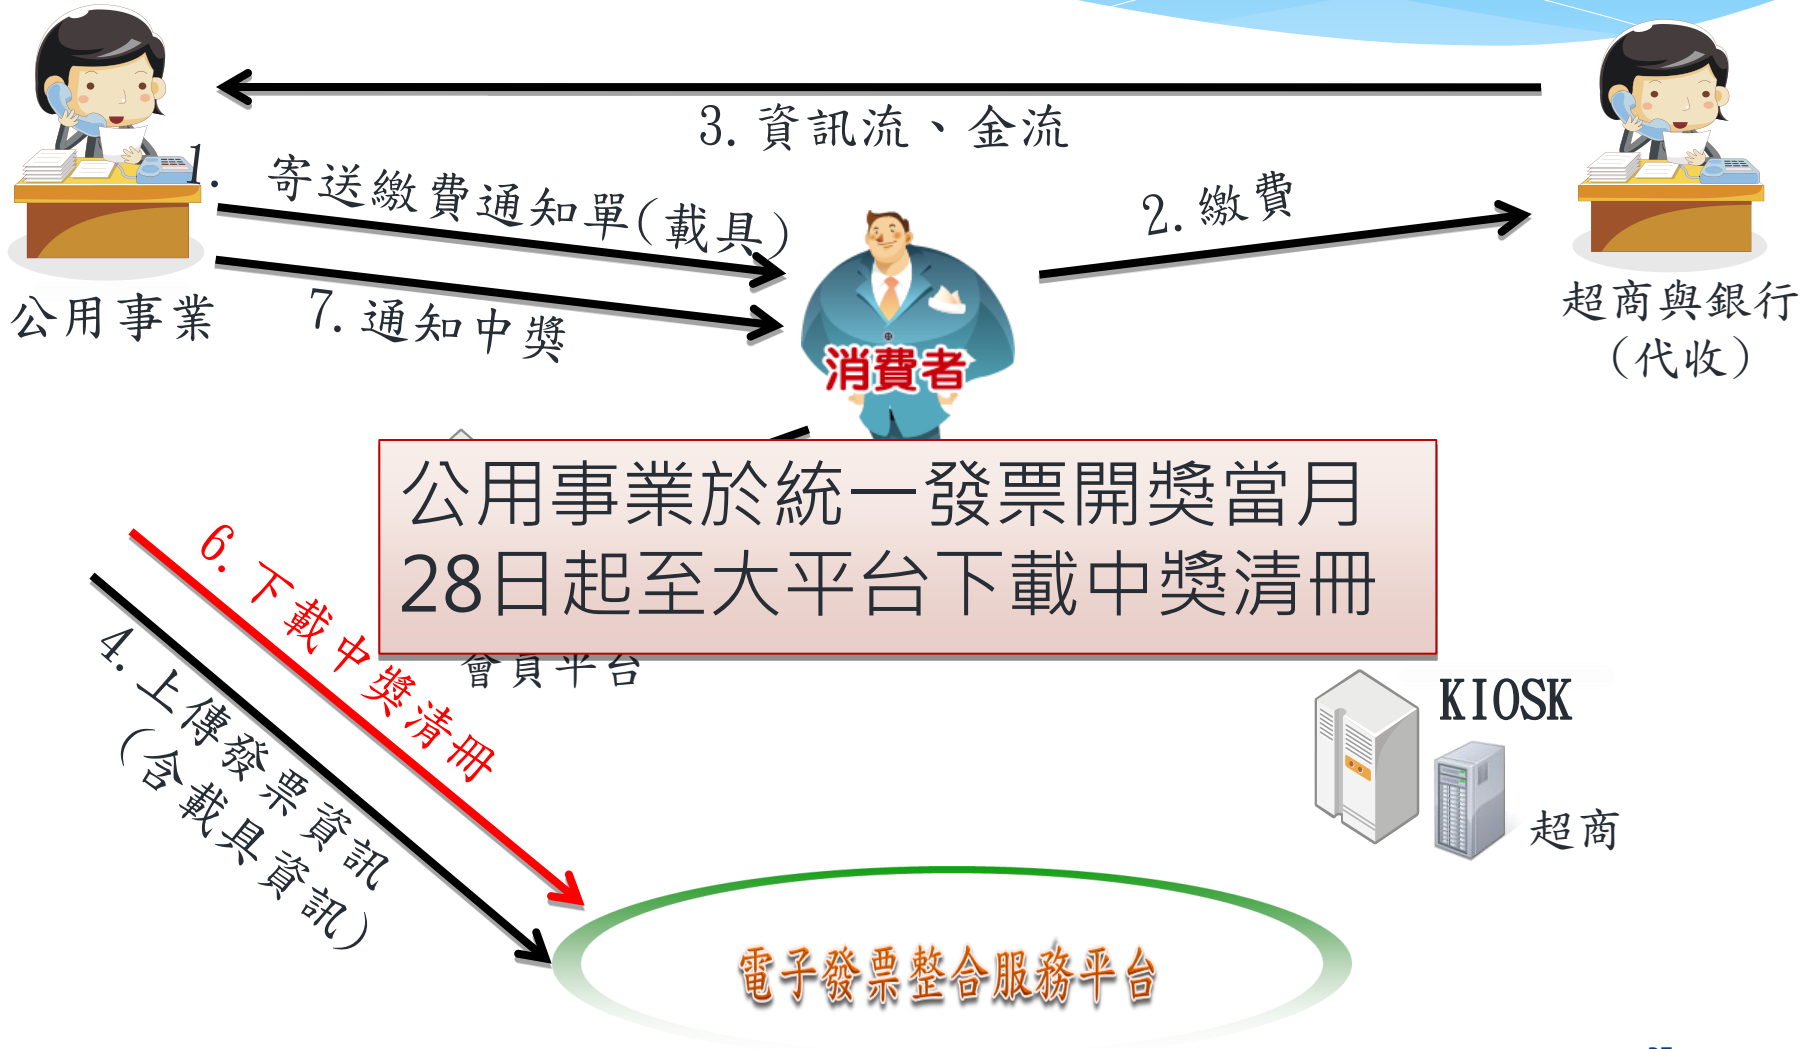 3.資訊流、金流
1. 寄送繳費通知單(載具)
2.繳費
公用事業
7.通知中獎
消費者
超商與銀行
(代收)
公用事業於統一發票開獎當月
28日起至大平台下載中獎清冊
6.下載中獎清冊
會員平台
4.上傳發票資訊
(含載具資訊)
KIOSK
超商
電子發票整合服務平台